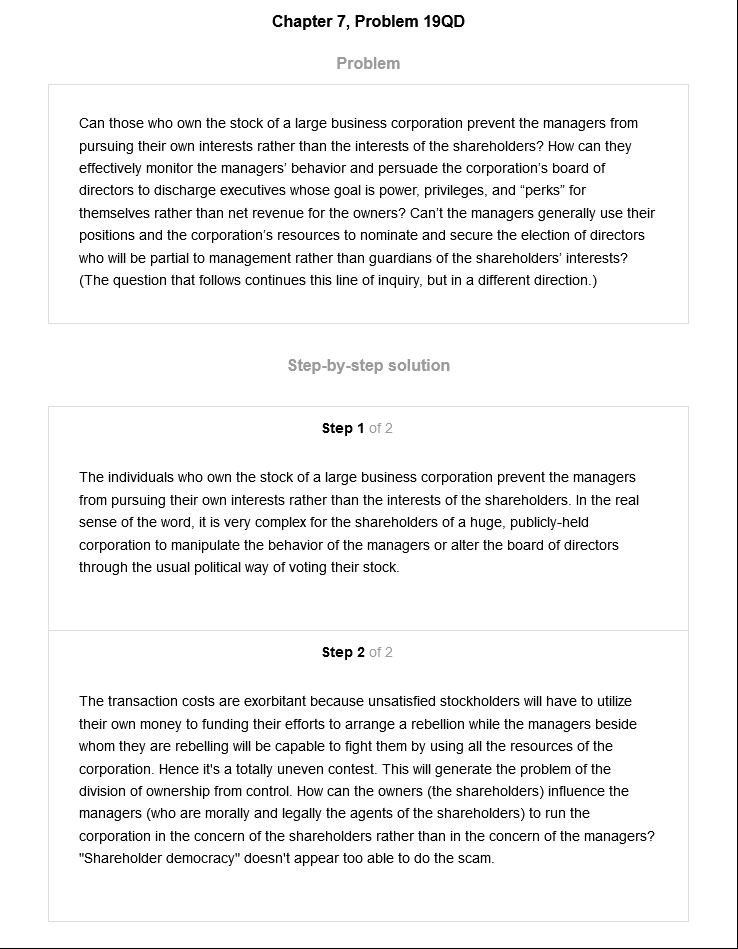 Chapter 7, Problem 19QD
Problem
Can those who own the stock of a large business corporation prevent the managers from
pursuing their own interests rather than the interests of the shareholders? How can they
effectively monitor the managers’ behavior and persuade the corporation’s board of
directors to discharge executives whose goal is power, privileges, and “perks” for
themselves rather than net revenue for the owners? Can’t the managers generally use their
positions and the corporation’s resources to nominate and secure the election of directors
who will be partial to management rather than guardians of the shareholders’ interests?
(The question that follows continues this line of inquiry, but in a different direction.)
Step-by-step solution
Step 1 of 2
The individuals who own the stock of a large business corporation prevent the managers
from pursuing their own interests rather than the interests of the shareholders. In the real
sense of the word, it is very complex for the shareholders of a huge, publicly-held
corporation to manipulate the behavior of the managers or alter the board of directors
through the usual political way of voting their stock.
Step 2 of 2
The transaction costs are exorbitant because unsatisfied stockholders will have to utilize
their own money to funding their efforts to arrange a rebellion while the managers beside
whom they are rebelling will be capable to fight them by using all the resources of the
corporation. Hence it's a totally uneven contest. This will generate the problem of the
division of ownership from control. How can the owners (the shareholders) influence the
managers (who are morally and legally the agents of the shareholders) to run the
corporation in the concern of the shareholders rather than in the concern of the managers?
"Shareholder democracy" doesn't appear too able to do the scam.